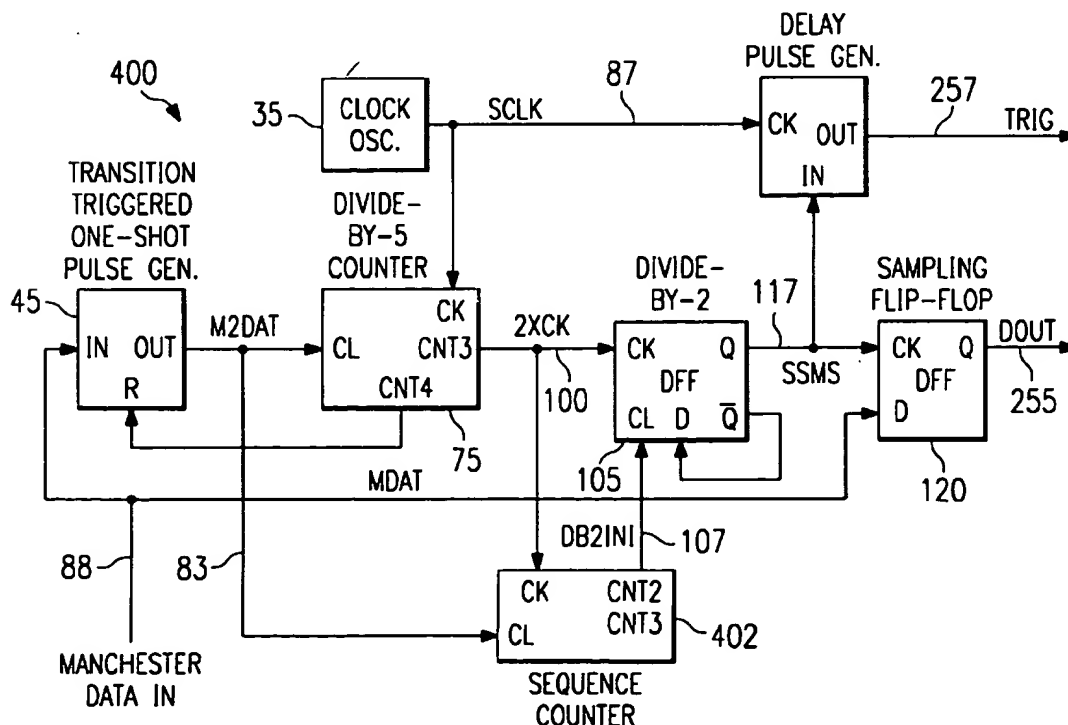 400
35
CLOCK
OSC.
SCLK
87
DELAY
PULSE GEN.
CK
OUT
IN
257
TRIG
TRANSITION
TRIGGERED
ONE-SHOT
PULSE GEN.
45
IN
OUT
R
M2DAT
DIVIDE-
BY-5
COUNTER
CK
CL
CNT3
CNT4
75
2XCK
100
DIVIDE-
BY-2
CK
Q
DFF
CL
D
Q
105
117
SSMS
SAMPLING
FLIP-FLOP
CK
Q
DFF
D
120
DOUT
255
MDAT
88
83
DB2INI
107
CK
CNT2
CNT3
CL
402
MANCHESTER
DATA IN
SEQUENCE
COUNTER